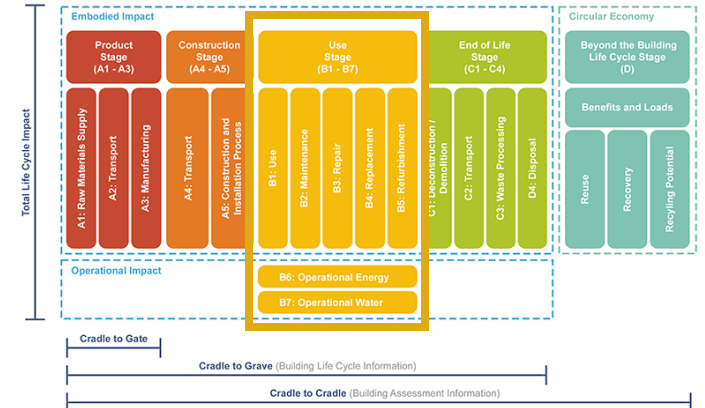 Embodied Impact
Circular Economy
Product
Stage
(A1 - A3)
Construction
Stage
(A4 - A5)
Use
Stage
(B1 - B7)
End of Life
Stage
(C1 - C4)
Beyond the Building
Life Cycle Stage
(D)
Total Life Cycle Impact
A1: Raw Materials Supply
A2: Transport
A3: Manufacturing
A4: Transport
A5: Construction and
Installation Process
B1: Use
B2: Maintenance
B3: Repair
B4: Replacement
B5: Refurbishment
C1: Deconstruction /
Demolition
C2: Transport
C3: Waste Processing
D4: Disposal
Benefits and Loads
Reuse
Recovery
Recyling Potential
Operational Impact
B6: Operational Energy
B7: Operational Water
Cradle to Gate
Cradle to Grave (Building Life Cycle Information)
Cradle to Cradle (Building Assessment Information)